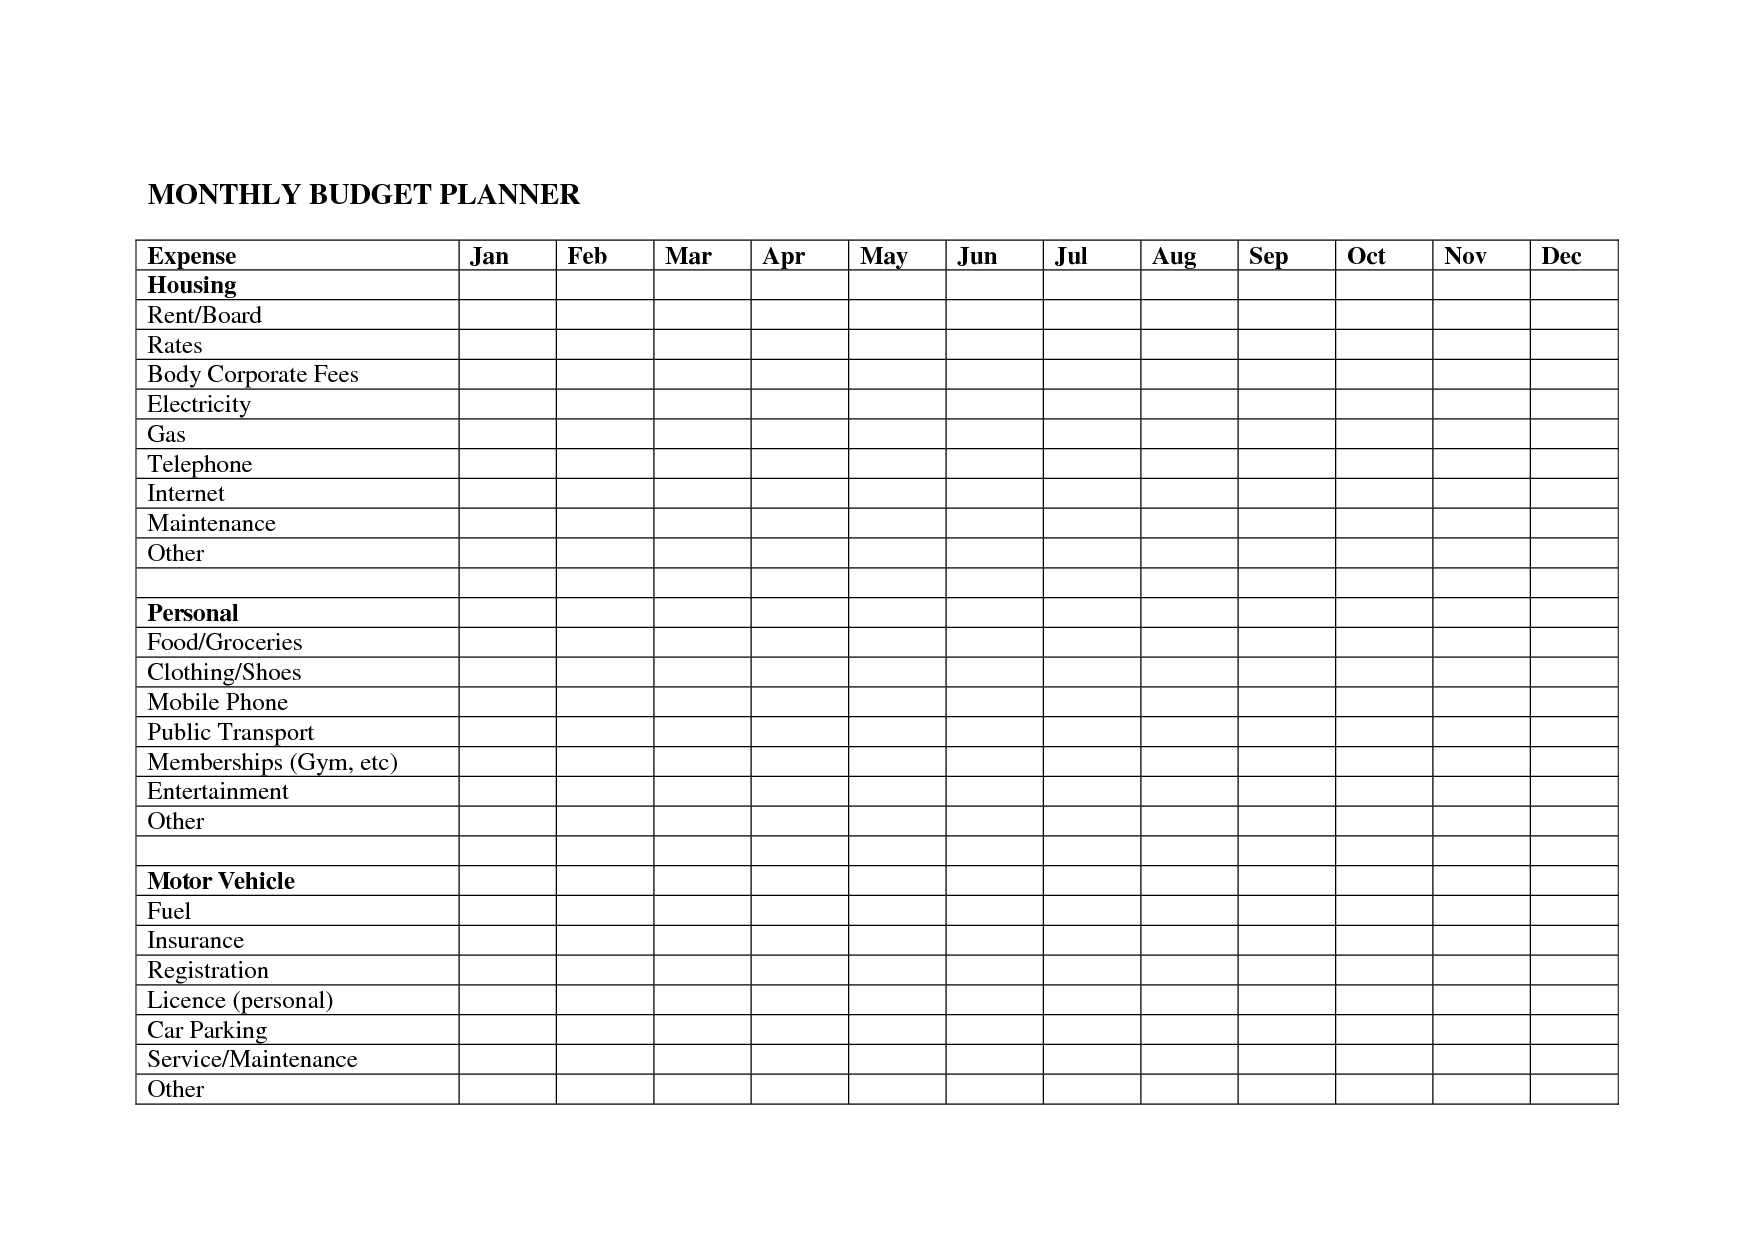 MONTHLY BUDGET PLANNER
Expense Jan Feb Mar Apr May Jun Jul Aug Sep Oct Nov Dec
Housing
Rent/Board
Rates
Body Corporate Fees
Electricity
Gas
Telephone
Internet
Maintenance
Other
Personal
Food/Groceries
Clothing/Shoes
Mobile Phone
Public Transport
Memberships (Gym, etc)
Entertainment
Other
Motor Vehicle
Fuel
Insurance
Registration
Licence (personal)
Car Parking
Service/Maintenance
Other